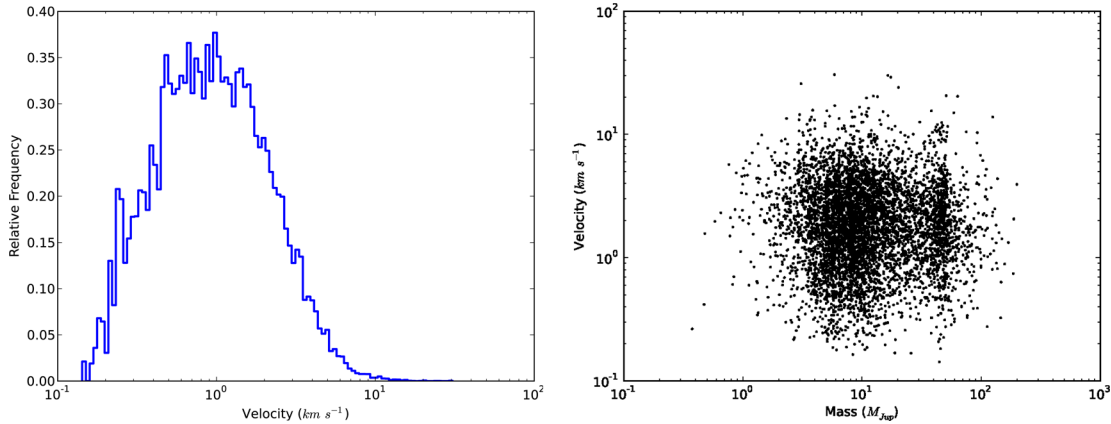 0.40
0.35
0.30
0.25
0.20
0.15
0.10
0.05
0.00
Relative Frequency
10^-1 10^0 10^1 10^2
Velocity (km s^-1)
10^2
10^1
10^0
10^-1
Velocity (km s^-1)
10^-1 10^0 10^1 10^2 10^3
Mass (M_Jup)